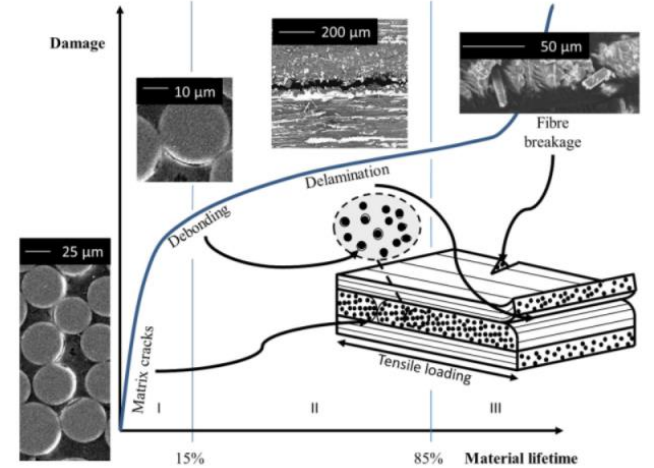 Damage
200 μm
50 μm
10 μm
Fibre
breakage
Delamination
Debonding
25 μm
Matrix cracks
Tensile loading
I
II
III
15%
85%
Material lifetime